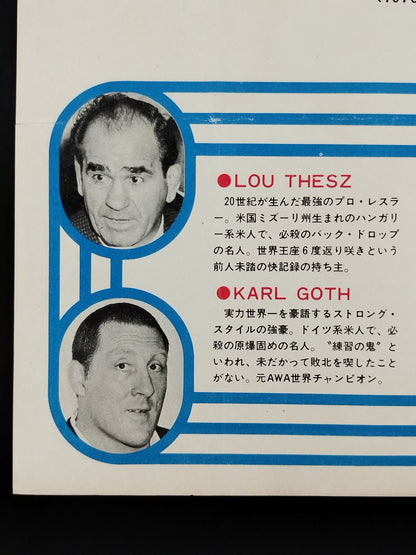 ●LOU THESZ
20世紀が生んだ最強のプロ・レスラ
ー。米国ミズーリ州生まれのハンガリ
ー系米人で、必殺のバック・ドロップ
の名人。世界王座6度返り咲きという
前人未踏の快記録の持ち主。
●KARL GOTH
実力世界一を豪語するストロング・
スタイルの強豪。ドイツ系米人で、必
殺の原爆固めの名人。〝練習の鬼〟と
いわれ、未だかつて敗北を喫したこと
がない。元AWA世界チャンピオン。